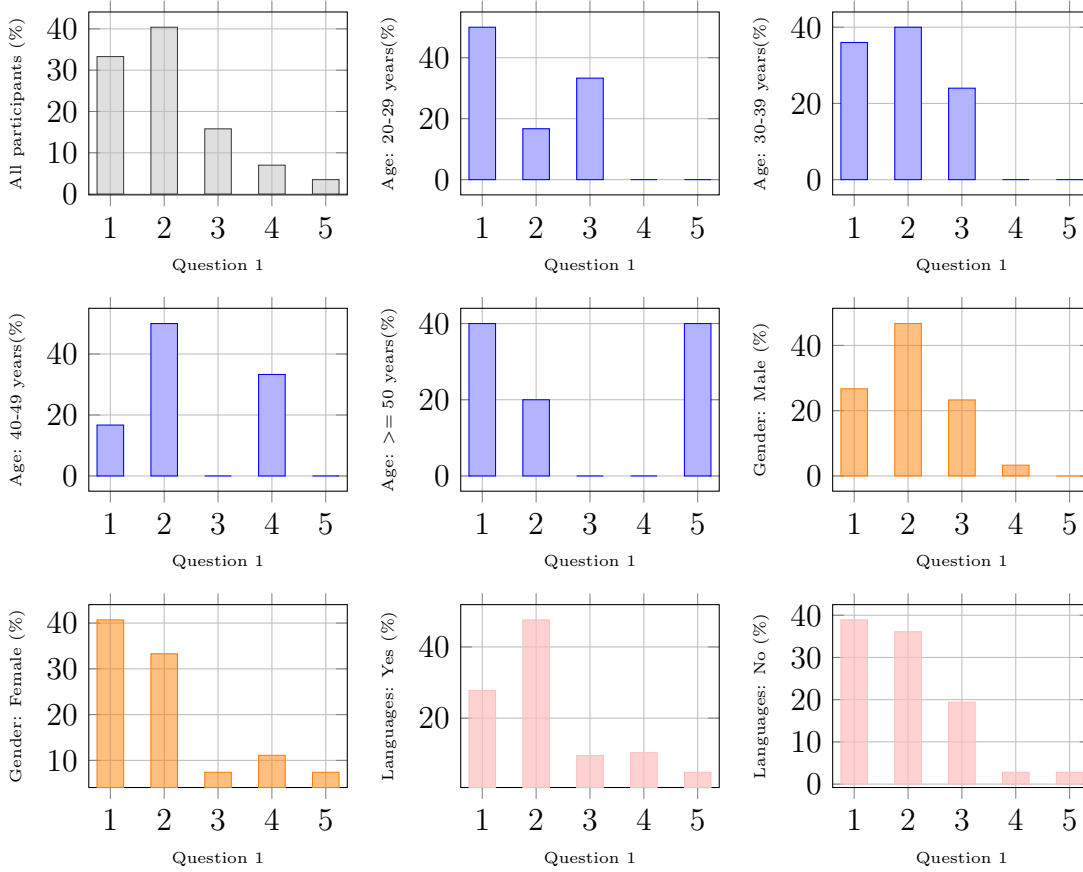 All participants (%)
40
30
20
10
0
1 2 3 4 5
Question 1
Age: 20-29 years(%)
40
20
0
1 2 3 4 5
Question 1
Age: 30-39 years(%)
40
20
0
1 2 3 4 5
Question 1
Age: 40-49 years(%)
40
20
0
1 2 3 4 5
Question 1
Age: >= 50 years(%)
40
20
0
1 2 3 4 5
Question 1
Gender: Male (%)
40
20
0
1 2 3 4 5
Question 1
Gender: Female (%)
40
30
20
10
1 2 3 4 5
Question 1
Languages: Yes (%)
40
20
1 2 3 4 5
Question 1
Languages: No (%)
40
30
20
10
0
1 2 3 4 5
Question 1